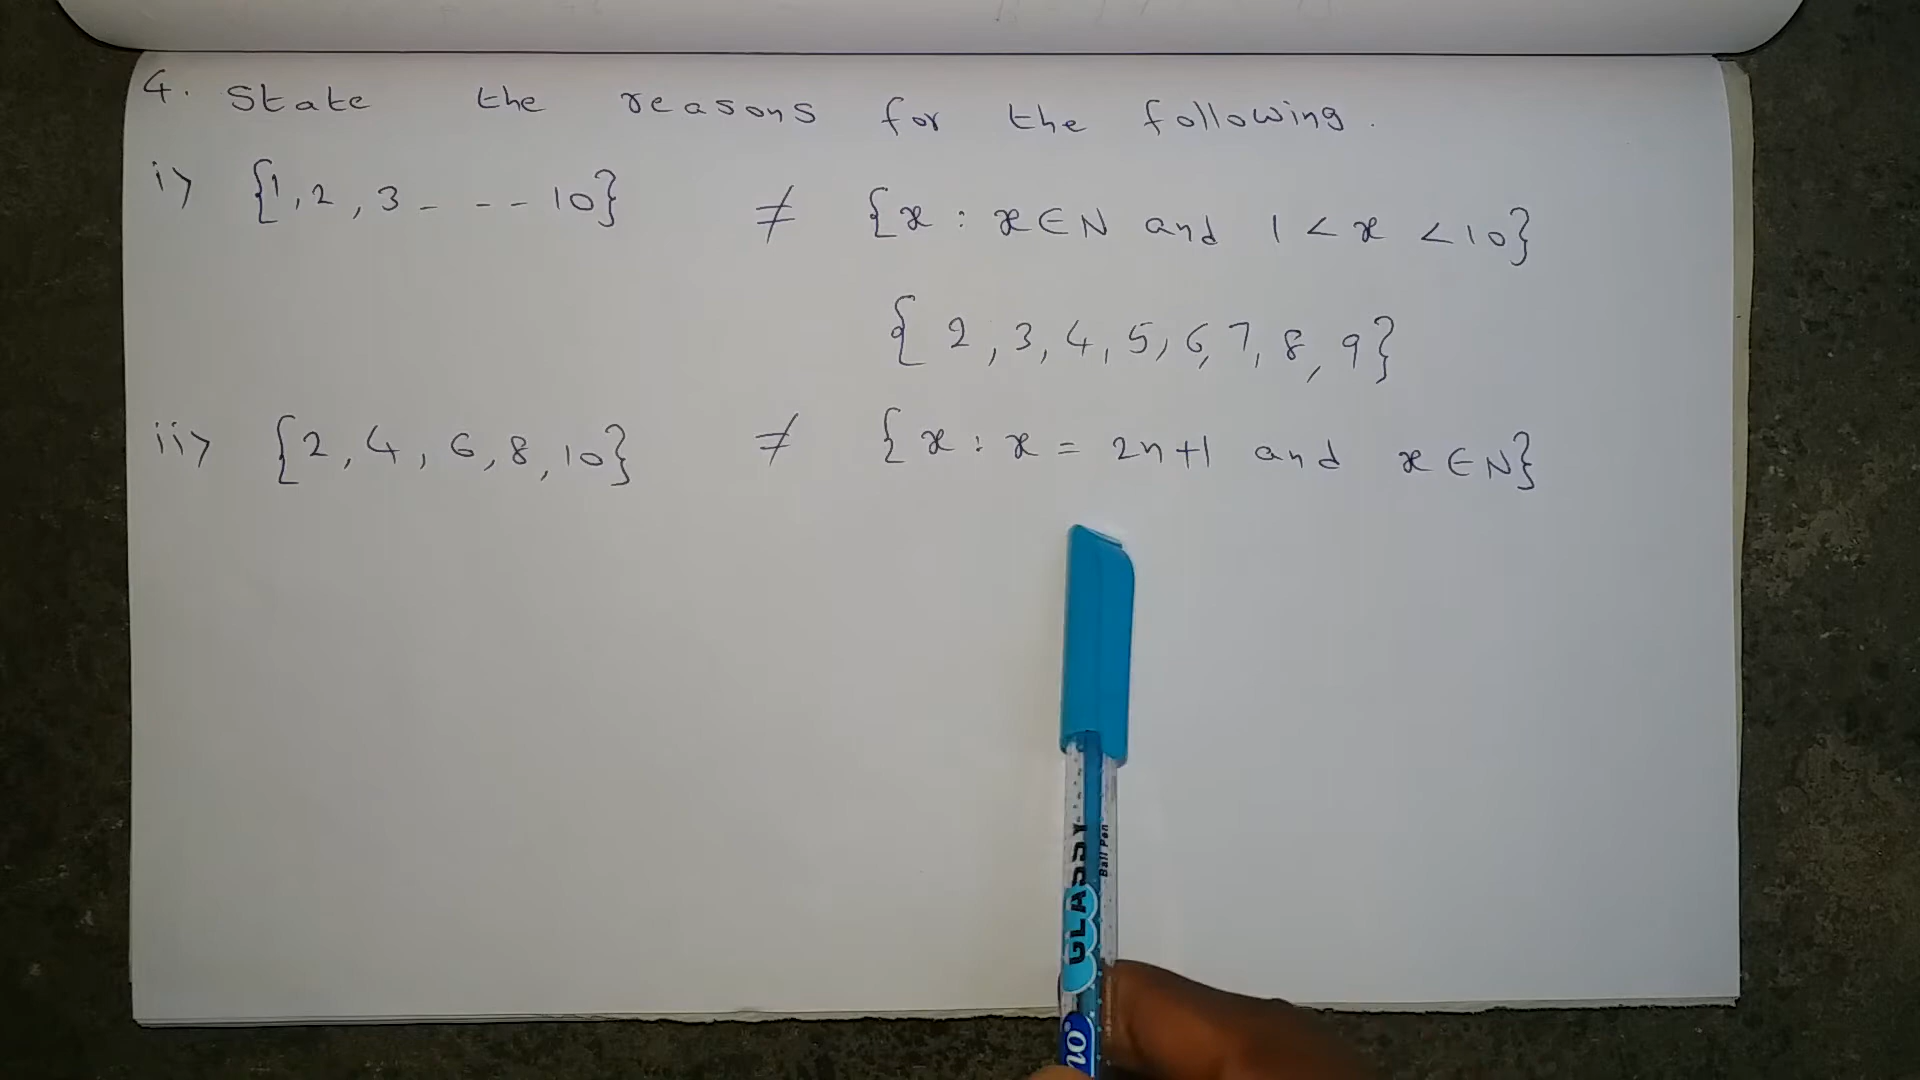 4. State the reasons for the following.
i) {1, 2, 3 - - - 10} ≠ {x : x ∈ N and 1 < x < 10}
{ 2, 3, 4, 5, 6, 7, 8, 9}
ii) {2, 4, 6, 8, 10} ≠ {x : x = 2n+1 and x ∈ N}
GLASSY
Ball Pen